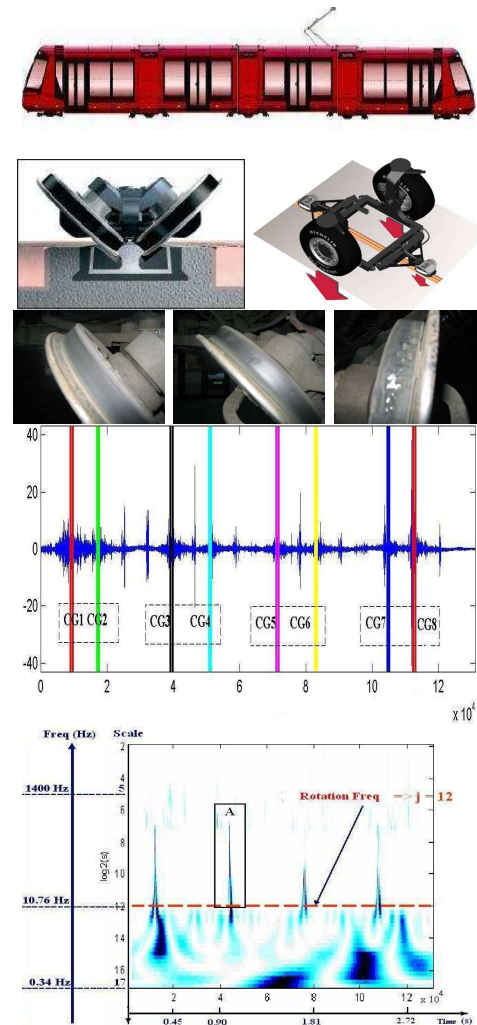 MICHELIN
2
40
20
0
-20
-40
CG1 CG2
CG3 CG4
CG5 CG6
CG7 CG8
0 2 4 6 8 10 12
x 10⁴
Freq (Hz) Scale
2
1400 Hz 5
4
6
8
10
10.76 Hz 12
14
16
0.34 Hz 17
log2(s)
A
Rotation Freq => j = 12
2 4 6 8 10 12
x 10⁴
0.45 0.90 1.81 2.72 Time (s)